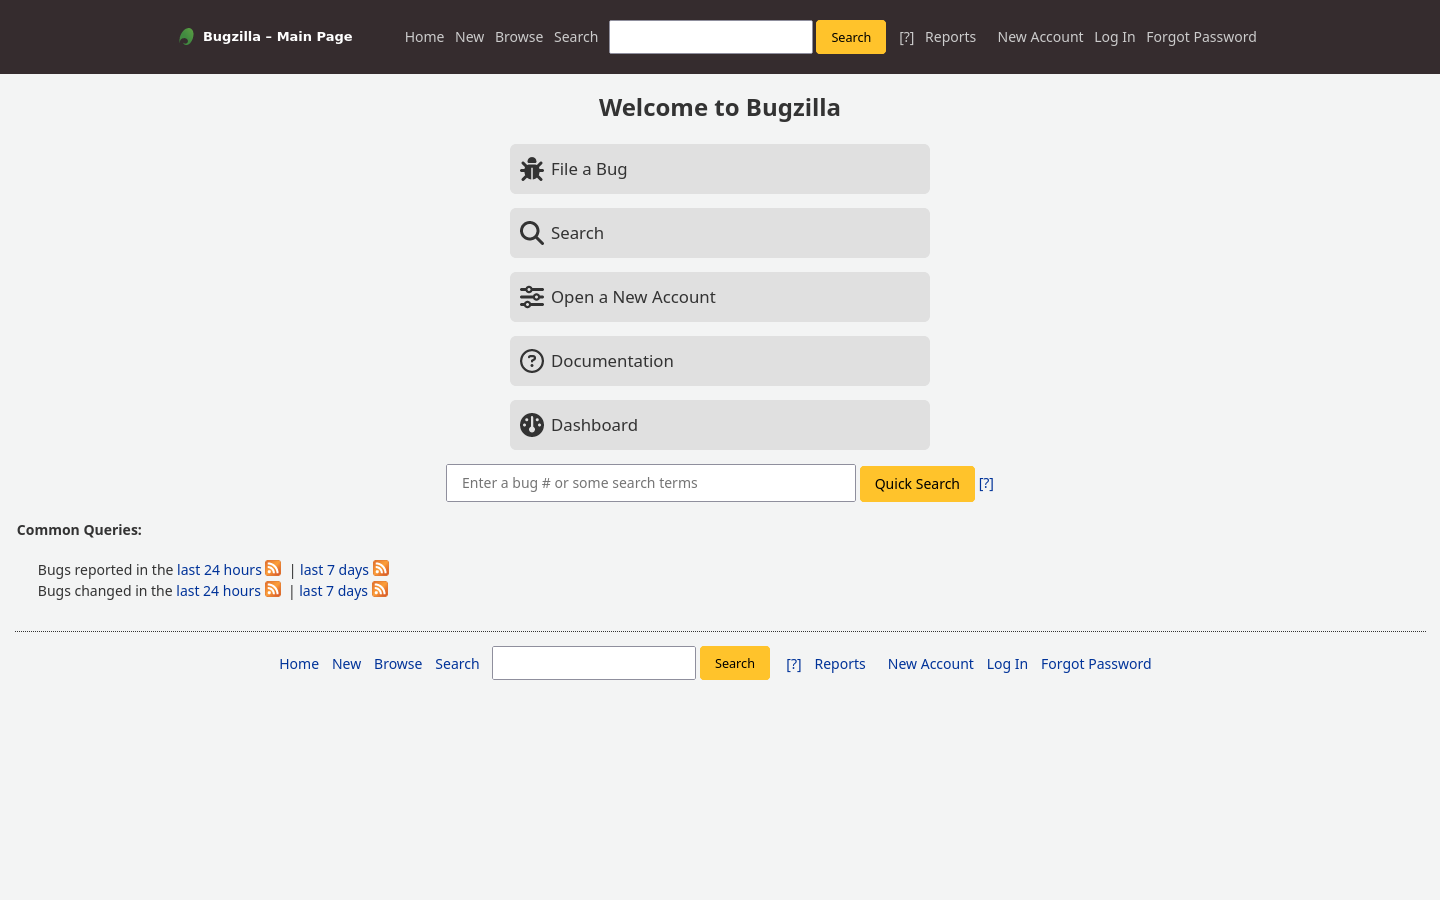 Bugzilla – Main Page Home New Browse Search Search [?] Reports New Account Log In Forgot Password
Welcome to Bugzilla
File a Bug
Search
Open a New Account
Documentation
Dashboard
Enter a bug # or some search terms Quick Search [?]
Common Queries:
Bugs reported in the last 24 hours | last 7 days
Bugs changed in the last 24 hours | last 7 days
Home New Browse Search Search [?] Reports New Account Log In Forgot Password